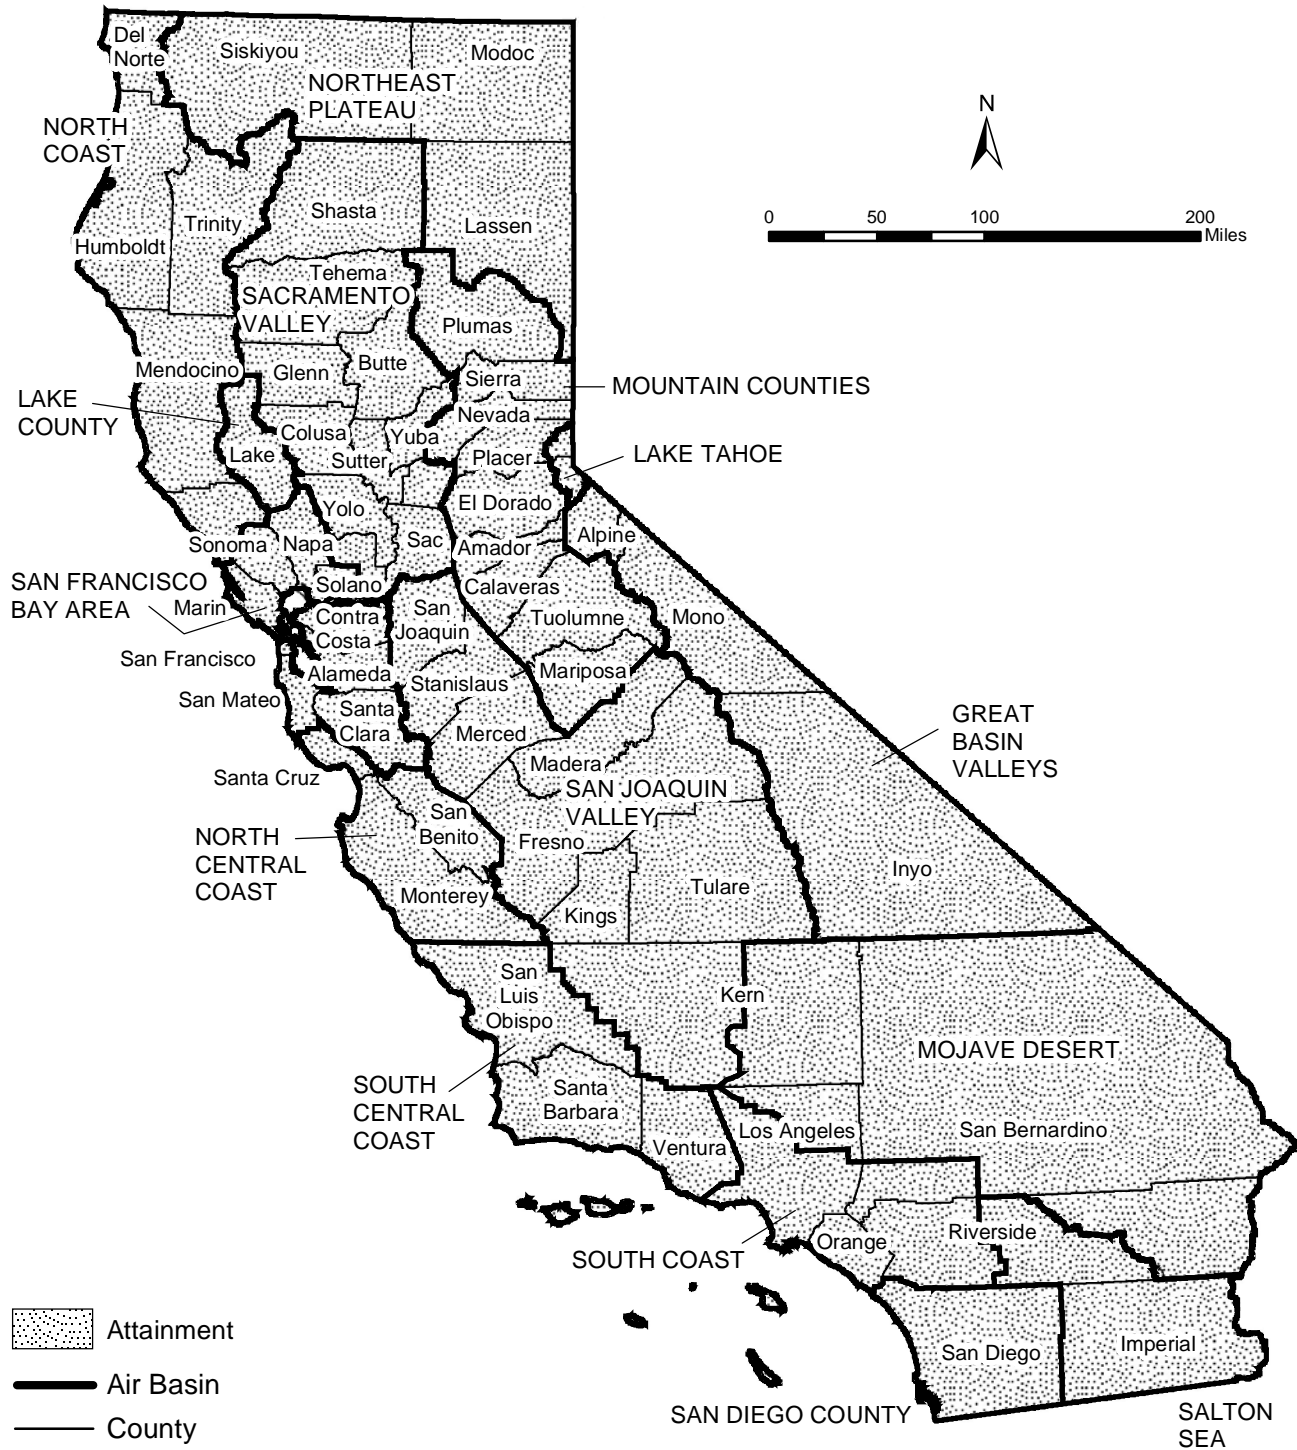 Del
Norte
Siskiyou
Modoc
NORTHEAST
PLATEAU
NORTH
COAST
N
Shasta
Trinity
Lassen
Humboldt
0 50 100 200
Miles
Tehema
SACRAMENTO
VALLEY
Plumas
Mendocino
Glenn
Butte
Sierra
MOUNTAIN COUNTIES
LAKE
COUNTY
Nevada
Colusa
Yuba
Lake
Sutter
Placer
LAKE TAHOE
Yolo
El Dorado
Sonoma
Napa
Sac
Amador
Alpine
SAN FRANCISCO
BAY AREA
Solano
Calaveras
Marin
Contra
Costa
San
Joaquin
Tuolumne
Mono
San Francisco
Alameda
Stanislaus
Mariposa
San Mateo
Santa
Clara
Merced
GREAT
BASIN
VALLEYS
Santa Cruz
Madera
SAN JOAQUIN
VALLEY
San
Benito
NORTH
CENTRAL
COAST
Fresno
Inyo
Monterey
Kings
Tulare
San
Luis
Obispo
Kern
MOJAVE DESERT
SOUTH
CENTRAL
COAST
Santa
Barbara
Ventura
Los Angeles
San Bernardino
Orange
Riverside
SOUTH COAST
Attainment
Air Basin
County
San Diego
Imperial
SAN DIEGO COUNTY
SALTON
SEA